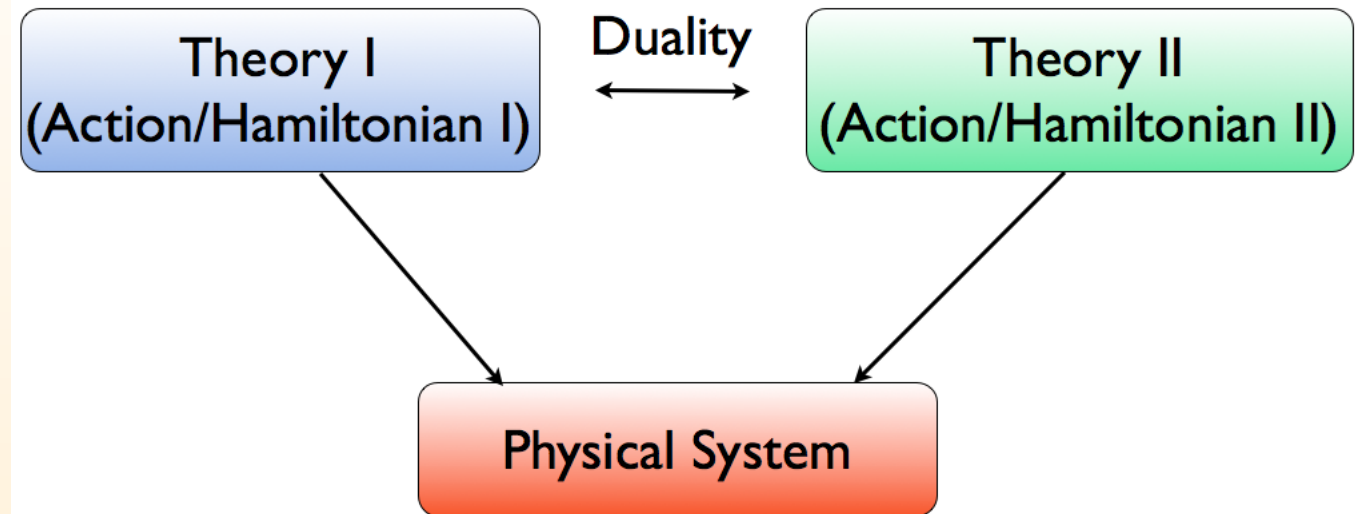 Theory I
(Action/Hamiltonian I)
Duality
Theory II
(Action/Hamiltonian II)
Physical System